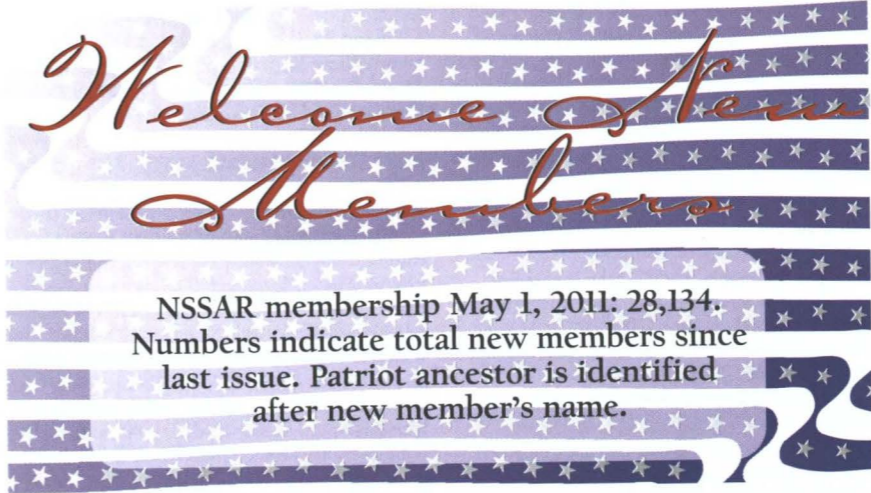 Welcome New
Members
NSSAR membership May 1, 2011: 28,134.
Numbers indicate total new members since
last issue. Patriot ancestor is identified
after new member's name.